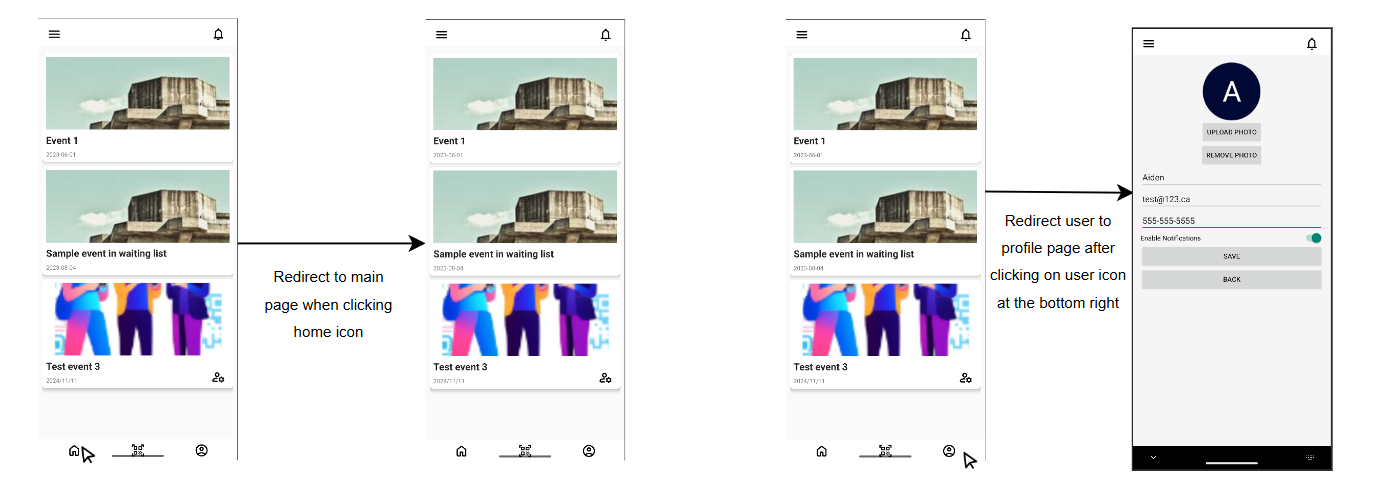 Event 1
2023-06-01
Sample event in waiting list
2023-08-04
Test event 3
2024/11/11
Redirect to main
page when clicking
home icon
Event 1
2023-06-01
Sample event in waiting list
2023-08-04
Test event 3
2024/11/11
Event 1
2023-06-01
Sample event in waiting list
2023-08-04
Test event 3
2024/11/11
Redirect user to
profile page after
clicking on user icon
at the bottom right
A
UPLOAD PHOTO
REMOVE PHOTO
Aiden
test@123.ca
555-555-5555
Enable Notifications
SAVE
BACK